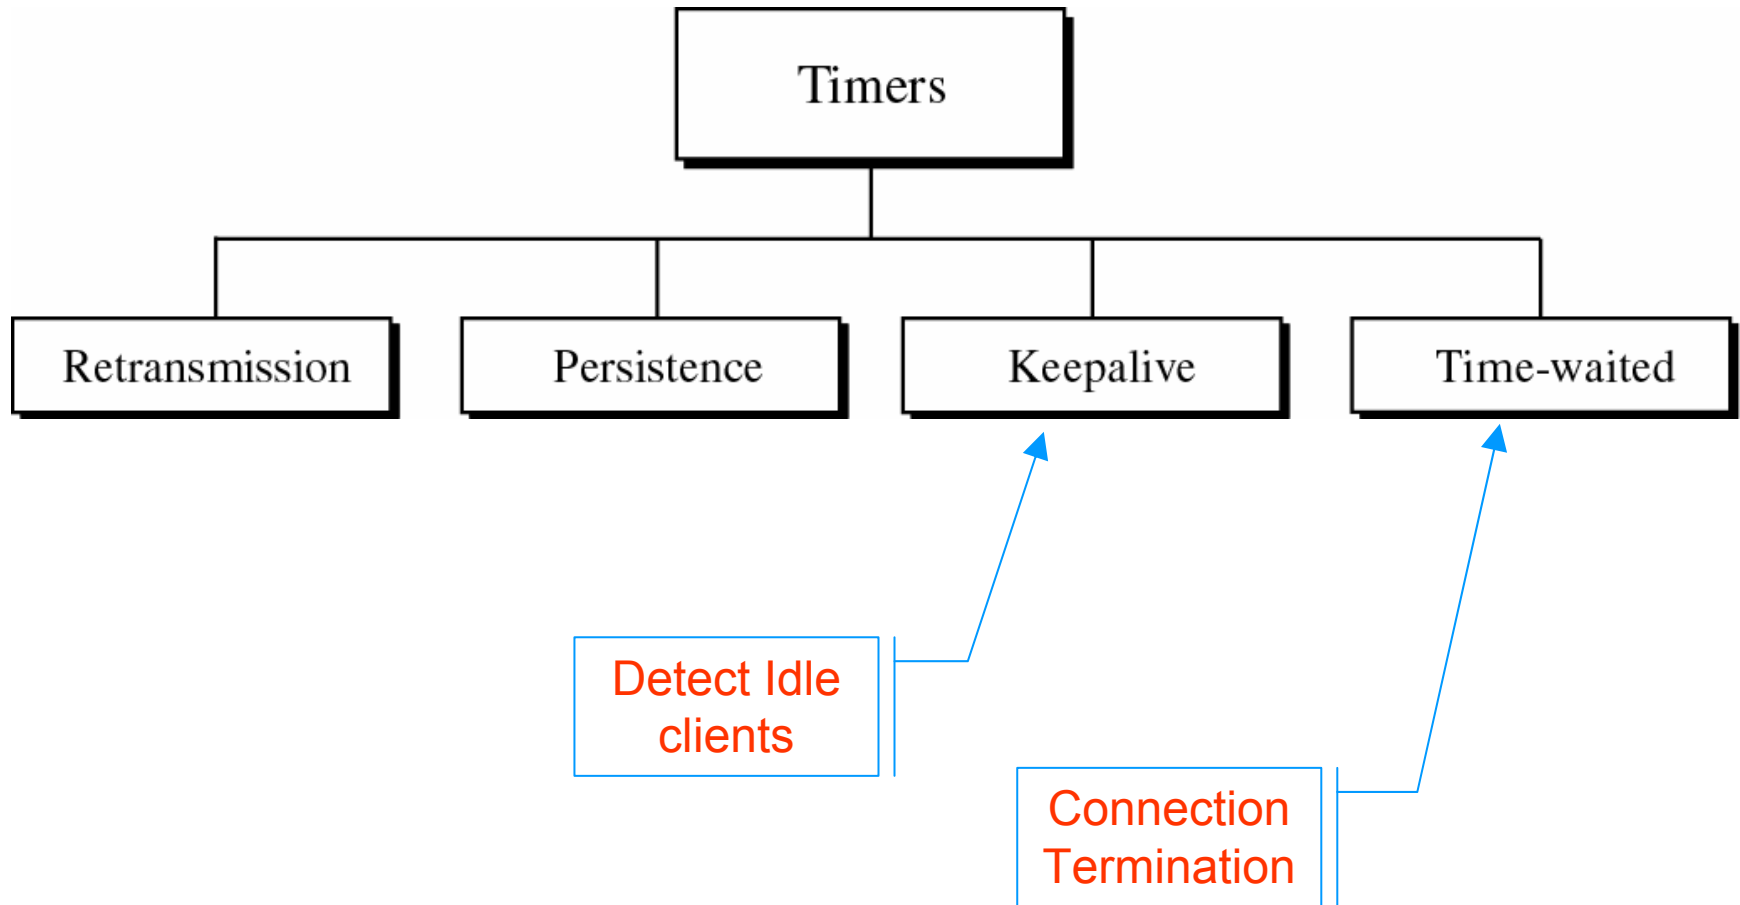 Timers
Retransmission
Persistence
Keepalive
Time-waited
Detect Idle
clients
Connection
Termination